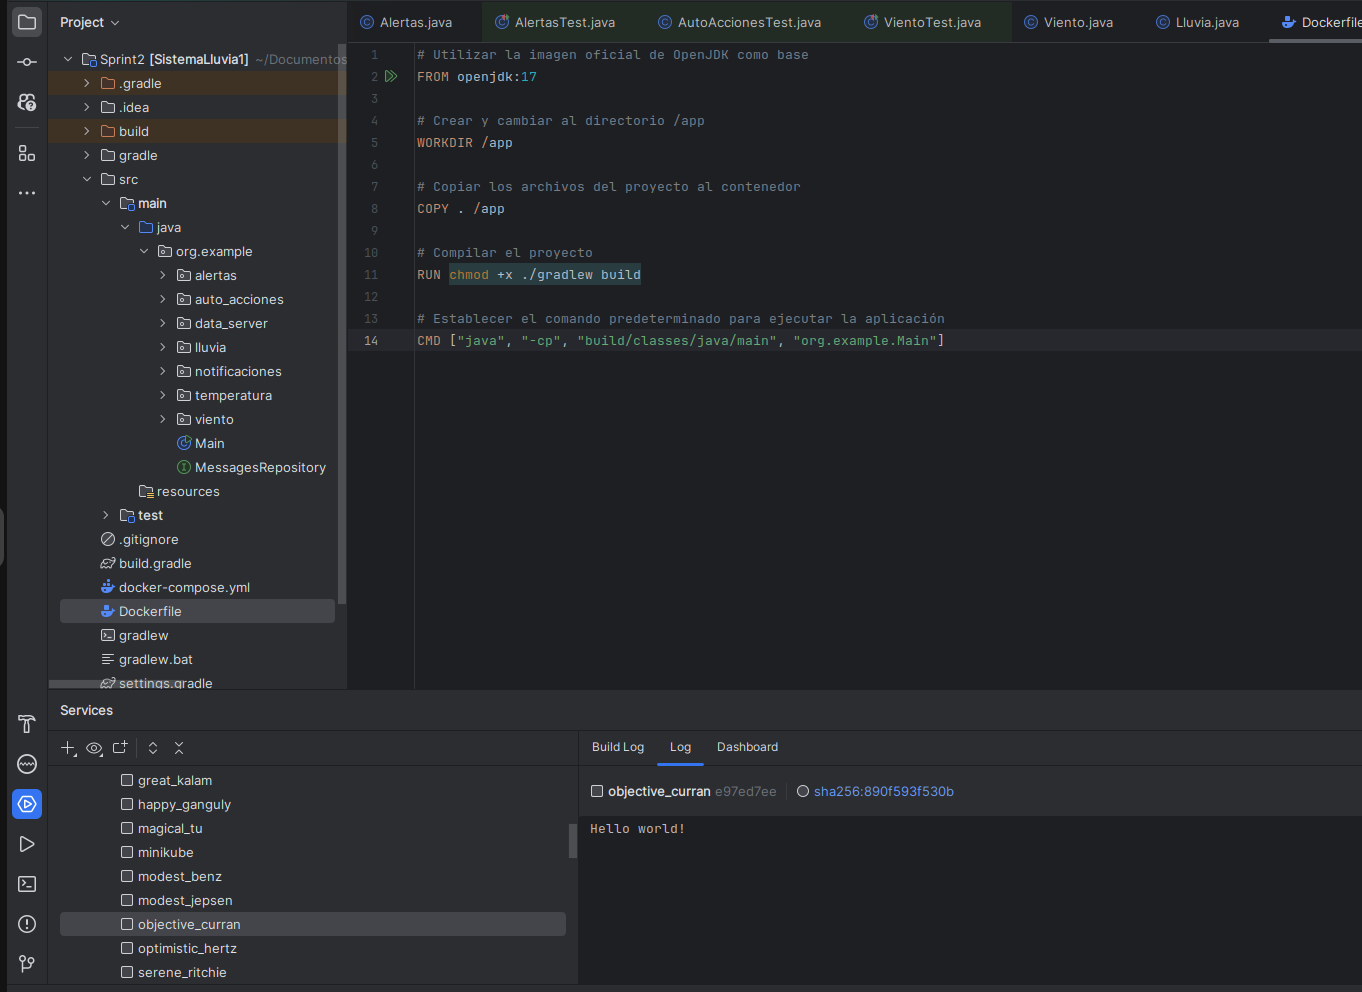 Project
Alertas.java
AlertasTest.java
AutoAccionesTest.java
VientoTest.java
Viento.java
Lluvia.java
Dockerfile
Sprint2 [SistemaLluvia1] ~/Documentos
.gradle
.idea
build
gradle
src
main
java
org.example
alertas
auto_acciones
data_server
lluvia
notificaciones
temperatura
viento
Main
MessagesRepository
resources
test
.gitignore
build.gradle
docker-compose.yml
Dockerfile
gradlew
gradlew.bat
settings.gradle
1 # Utilizar la imagen oficial de OpenJDK como base
2 FROM openjdk:17
3
4 # Crear y cambiar al directorio /app
5 WORKDIR /app
6
7 # Copiar los archivos del proyecto al contenedor
8 COPY . /app
9
10 # Compilar el proyecto
11 RUN chmod +x ./gradlew build
12
13 # Establecer el comando predeterminado para ejecutar la aplicación
14 CMD ["java", "-cp", "build/classes/java/main", "org.example.Main"]
Services
great_kalam
happy_ganguly
magical_tu
minikube
modest_benz
modest_jepsen
objective_curran
optimistic_hertz
serene_ritchie
Build Log Log Dashboard
objective_curran e97ed7ee sha256:890f593f530b
Hello world!